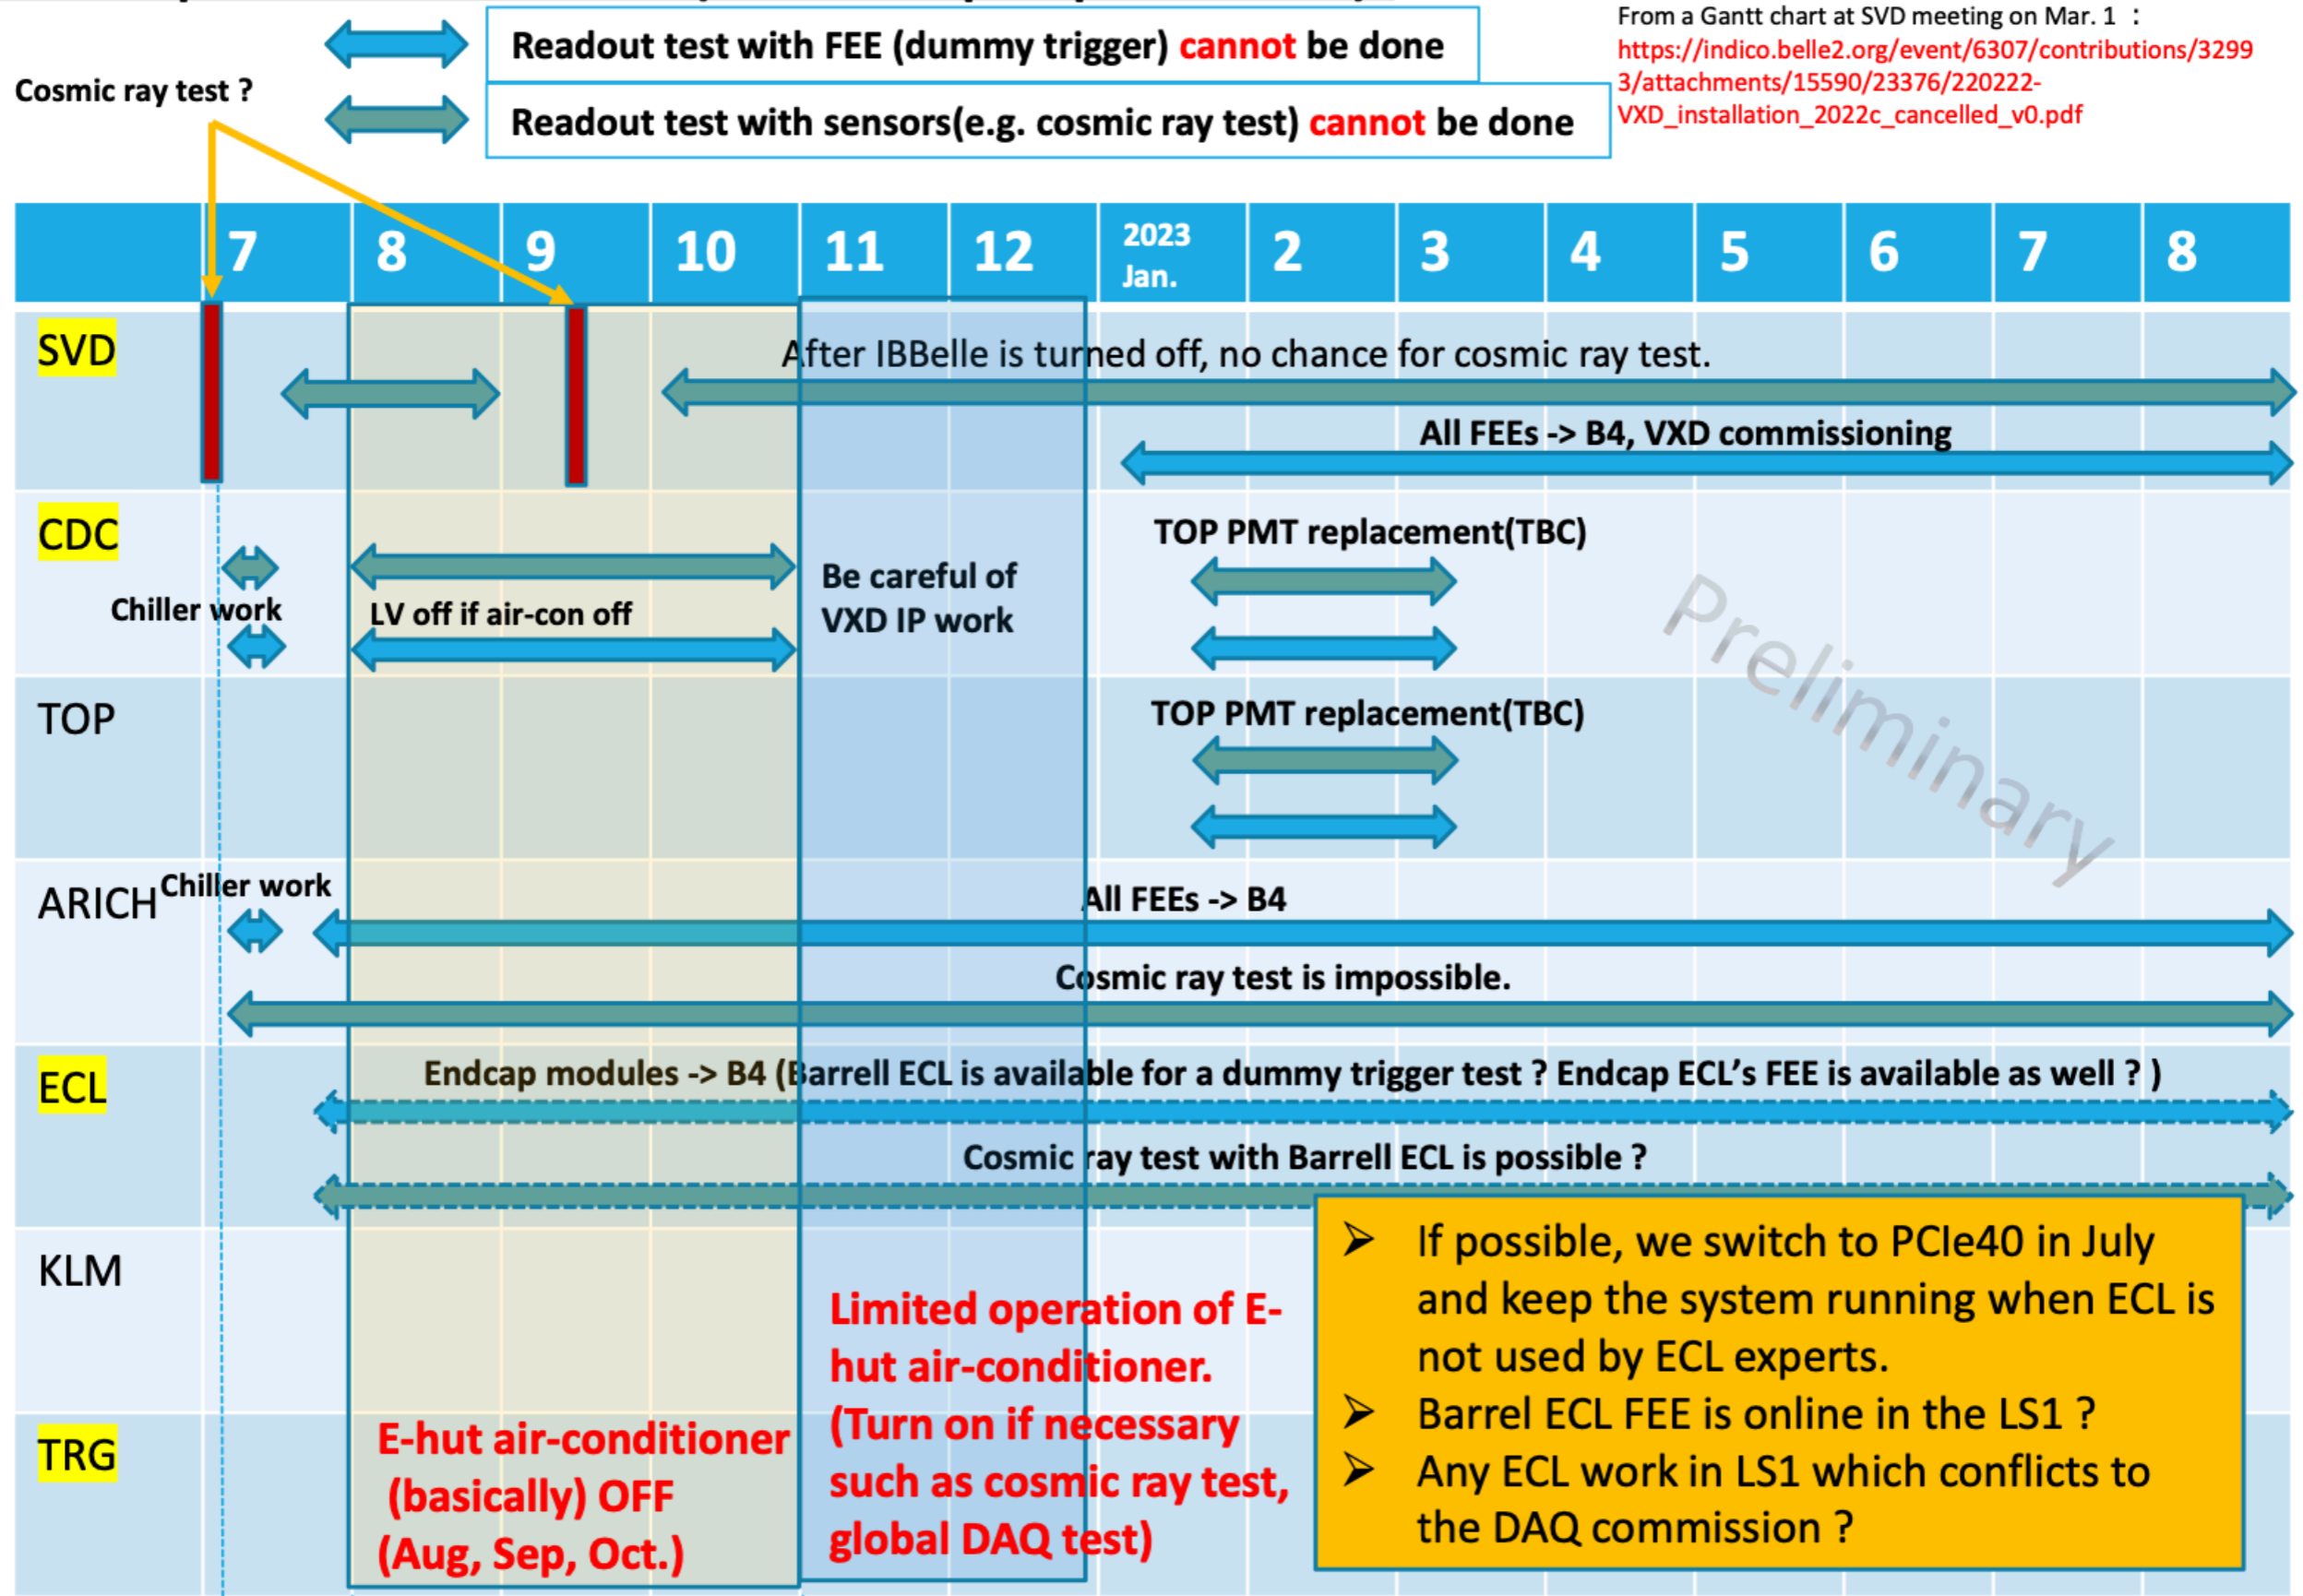 Readout test with FEE (dummy trigger) cannot be done
Cosmic ray test ?
Readout test with sensors(e.g. cosmic ray test) cannot be done
From a Gantt chart at SVD meeting on Mar. 1 :
https://indico.belle2.org/event/6307/contributions/3299
3/attachments/15590/23376/220222-
VXD_installation_2022c_cancelled_v0.pdf
7 8 9 10 11 12 2023 Jan. 2 3 4 5 6 7 8
SVD
After IBBelle is turned off, no chance for cosmic ray test.
All FEEs -> B4, VXD commissioning
CDC
Chiller work
LV off if air-con off
Be careful of
VXD IP work
TOP PMT replacement(TBC)
TOP
TOP PMT replacement(TBC)
Preliminary
ARICH
Chiller work
All FEEs -> B4
Cosmic ray test is impossible.
ECL
Endcap modules -> B4 (Barrell ECL is available for a dummy trigger test ? Endcap ECL's FEE is available as well ? )
Cosmic ray test with Barrell ECL is possible ?
KLM
TRG
E-hut air-conditioner
(basically) OFF
(Aug, Sep, Oct.)
Limited operation of E-
hut air-conditioner.
(Turn on if necessary
such as cosmic ray test,
global DAQ test)
➢ If possible, we switch to PCIe40 in July
and keep the system running when ECL is
not used by ECL experts.
➢ Barrel ECL FEE is online in the LS1 ?
➢ Any ECL work in LS1 which conflicts to
the DAQ commission ?